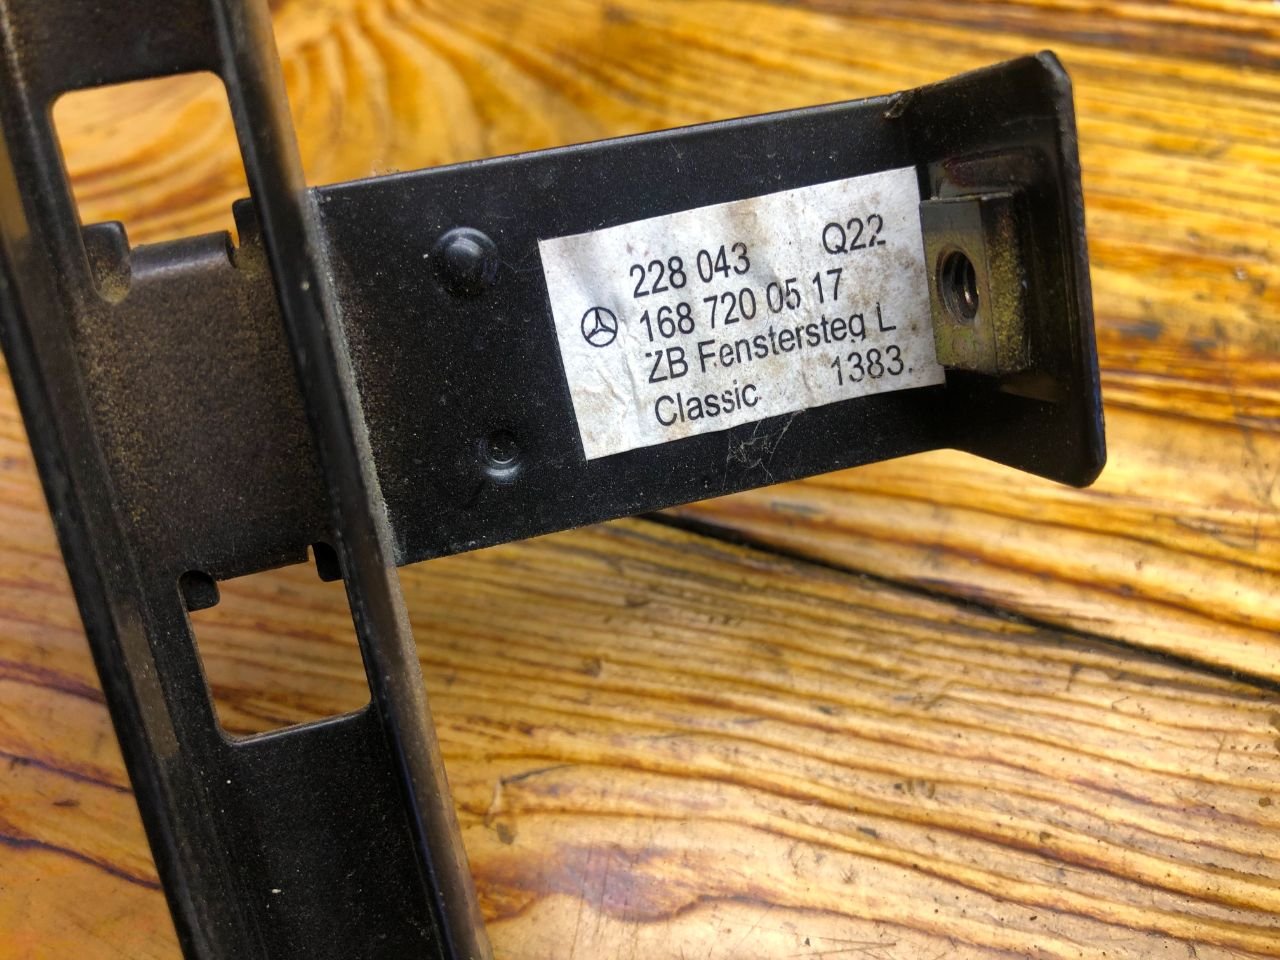 228 043 Q22
168 720 05 17
ZB Fenstersteg L
Classic 1383.